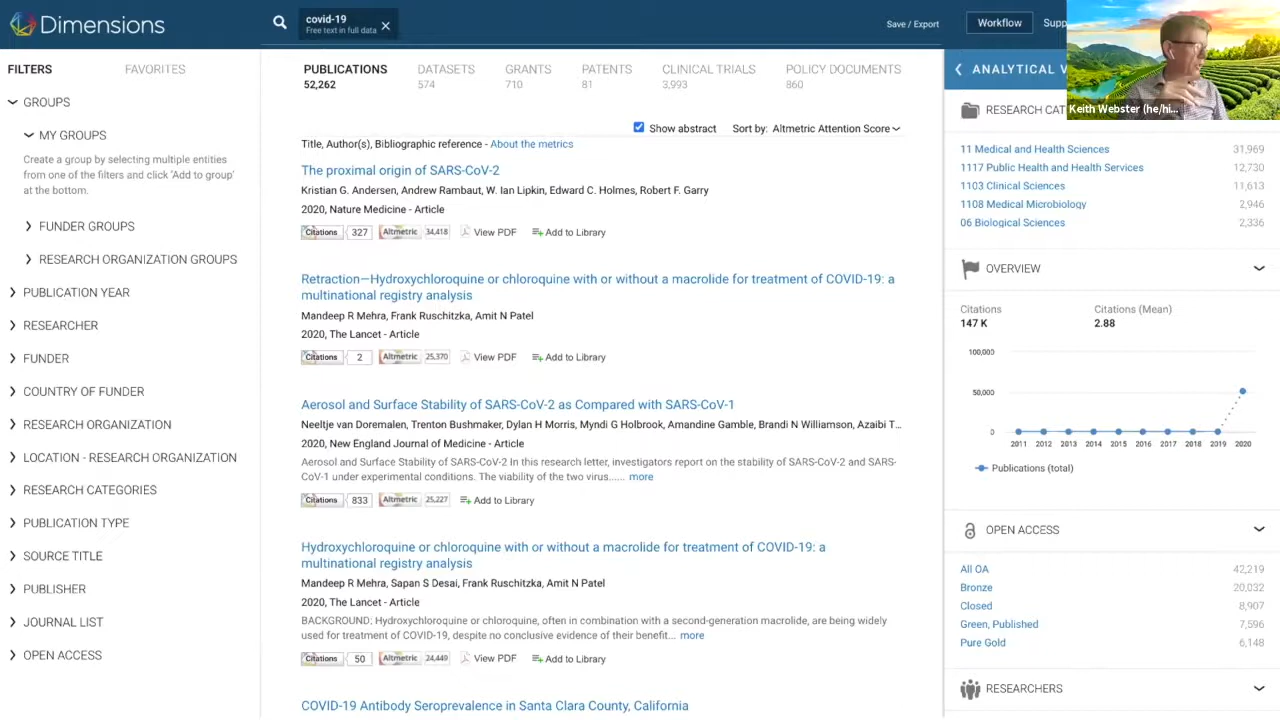 Dimensions
covid-19
Free text in full data
Save / Export
Workflow
Supp
Keith Webster (he/hi...
FILTERS
FAVORITES
GROUPS
MY GROUPS
Create a group by selecting multiple entities
from one of the filters and click 'Add to group'
at the bottom.
FUNDER GROUPS
RESEARCH ORGANIZATION GROUPS
PUBLICATION YEAR
RESEARCHER
FUNDER
COUNTRY OF FUNDER
RESEARCH ORGANIZATION
LOCATION - RESEARCH ORGANIZATION
RESEARCH CATEGORIES
PUBLICATION TYPE
SOURCE TITLE
PUBLISHER
JOURNAL LIST
OPEN ACCESS
PUBLICATIONS DATASETS GRANTS PATENTS CLINICAL TRIALS POLICY DOCUMENTS
52,262 574 710 81 3,993 860
Show abstract Sort by: Altmetric Attention Score
Title, Author(s), Bibliographic reference - About the metrics
The proximal origin of SARS-CoV-2
Kristian G. Andersen, Andrew Rambaut, W. Ian Lipkin, Edward C. Holmes, Robert F. Garry
2020, Nature Medicine - Article
Citations 327 Altmetric 34,418 View PDF Add to Library
Retraction—Hydroxychloroquine or chloroquine with or without a macrolide for treatment of COVID-19: a
multinational registry analysis
Mandeep R Mehra, Frank Ruschitzka, Amit N Patel
2020, The Lancet - Article
Citations 2 Altmetric 25,370 View PDF Add to Library
Aerosol and Surface Stability of SARS-CoV-2 as Compared with SARS-CoV-1
Neeltje van Doremalen, Trenton Bushmaker, Dylan H Morris, Myndi G Holbrook, Amandine Gamble, Brandi N Williamson, Azaibi T...
2020, New England Journal of Medicine - Article
Aerosol and Surface Stability of SARS-CoV-2 In this research letter, investigators report on the stability of SARS-CoV-2 and SARS-
CoV-1 under experimental conditions. The viability of the two virus...... more
Citations 833 Altmetric 25,227 Add to Library
Hydroxychloroquine or chloroquine with or without a macrolide for treatment of COVID-19: a
multinational registry analysis
Mandeep R Mehra, Sapan S Desai, Frank Ruschitzka, Amit N Patel
2020, The Lancet - Article
BACKGROUND: Hydroxychloroquine or chloroquine, often in combination with a second-generation macrolide, are being widely
used for treatment of COVID-19, despite no conclusive evidence of their benefit... more
Citations 50 Altmetric 24,449 View PDF Add to Library
COVID-19 Antibody Seroprevalence in Santa Clara County, California
ANALYTICAL V
RESEARCH CAT
11 Medical and Health Sciences 31,969
1117 Public Health and Health Services 12,730
1103 Clinical Sciences 11,613
1108 Medical Microbiology 2,946
06 Biological Sciences 2,336
OVERVIEW
Citations Citations (Mean)
147 K 2.88
100,000
50,000
0
2011 2012 2013 2014 2015 2016 2017 2018 2019 2020
Publications (total)
OPEN ACCESS
All OA 42,219
Bronze 20,032
Closed 8,907
Green, Published 7,596
Pure Gold 6,148
RESEARCHERS